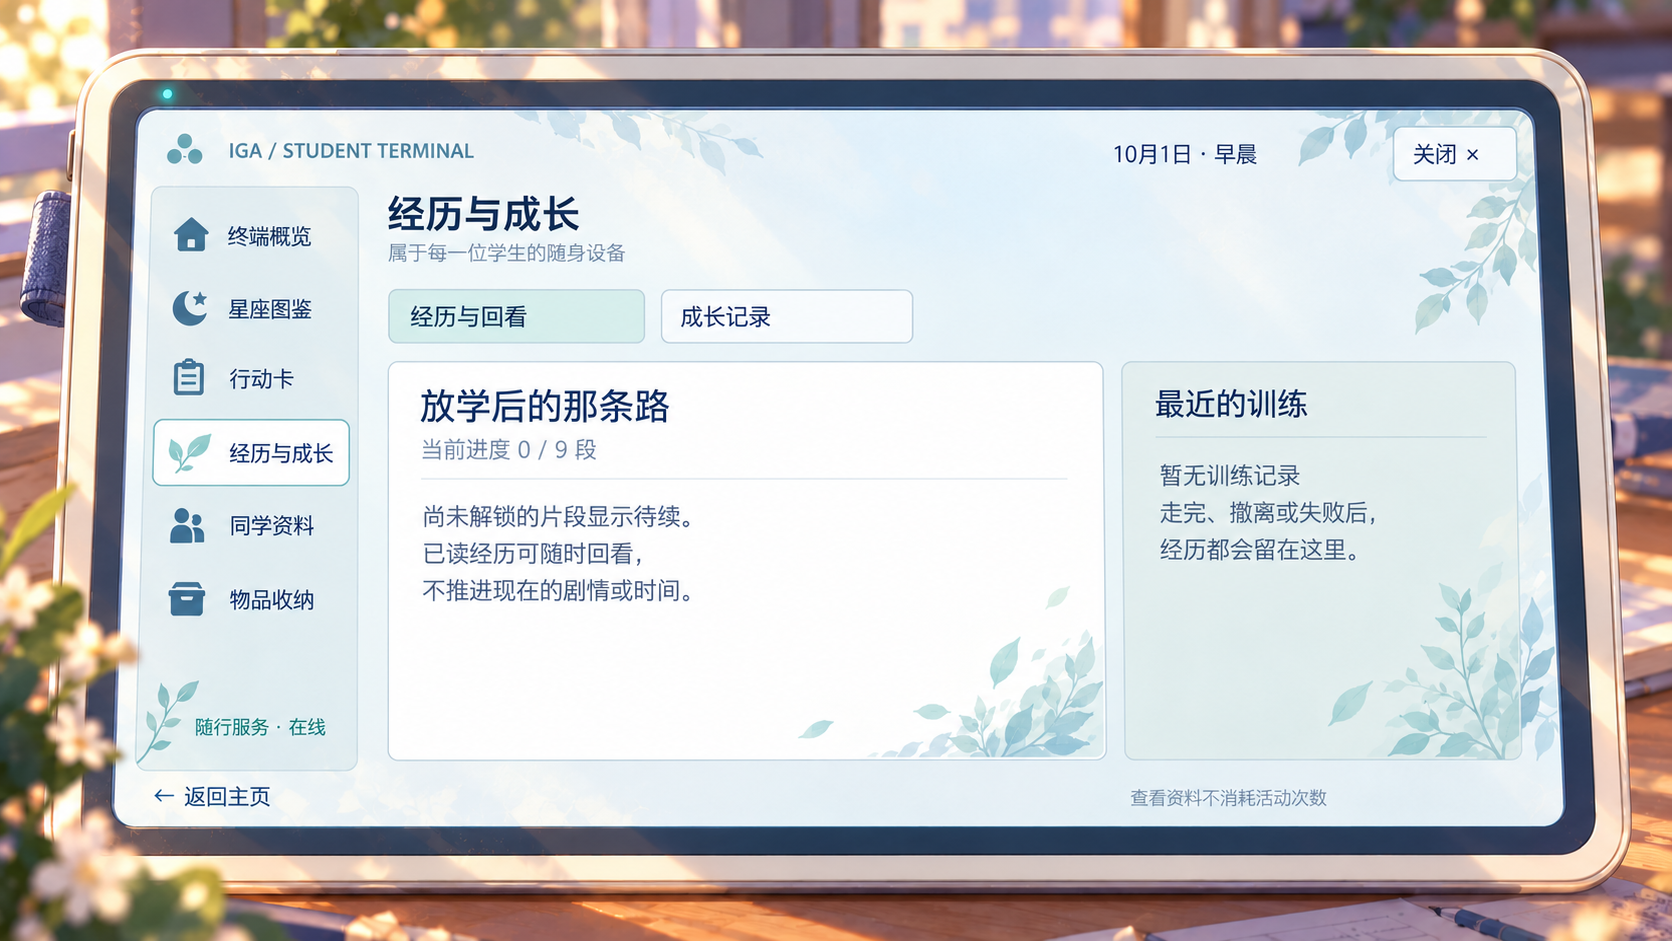 IGA / STUDENT TERMINAL
10月1日 · 早晨
关闭 ×
终端概览
星座图鉴
行动卡
经历与成长
同学资料
物品收纳
随行服务 · 在线
← 返回主页
经历与成长
属于每一位学生的随身设备
经历与回看
成长记录
放学后的那条路
当前进度 0 / 9 段
尚未解锁的片段显示待续。
已读经历可随时回看，
不推进现在的剧情或时间。
最近的训练
暂无训练记录
走完、撤离或失败后，
经历都会留在这里。
查看资料不消耗活动次数